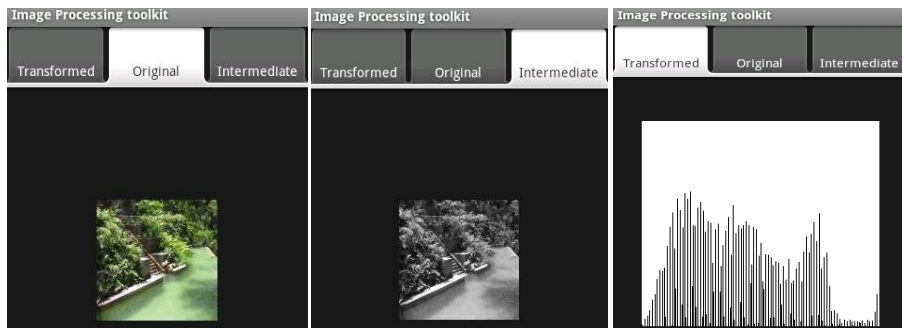 Image Processing toolkit
Transformed Original Intermediate
Image Processing toolkit
Transformed Original Intermediate
Image Processing toolkit
Transformed Original Intermediate